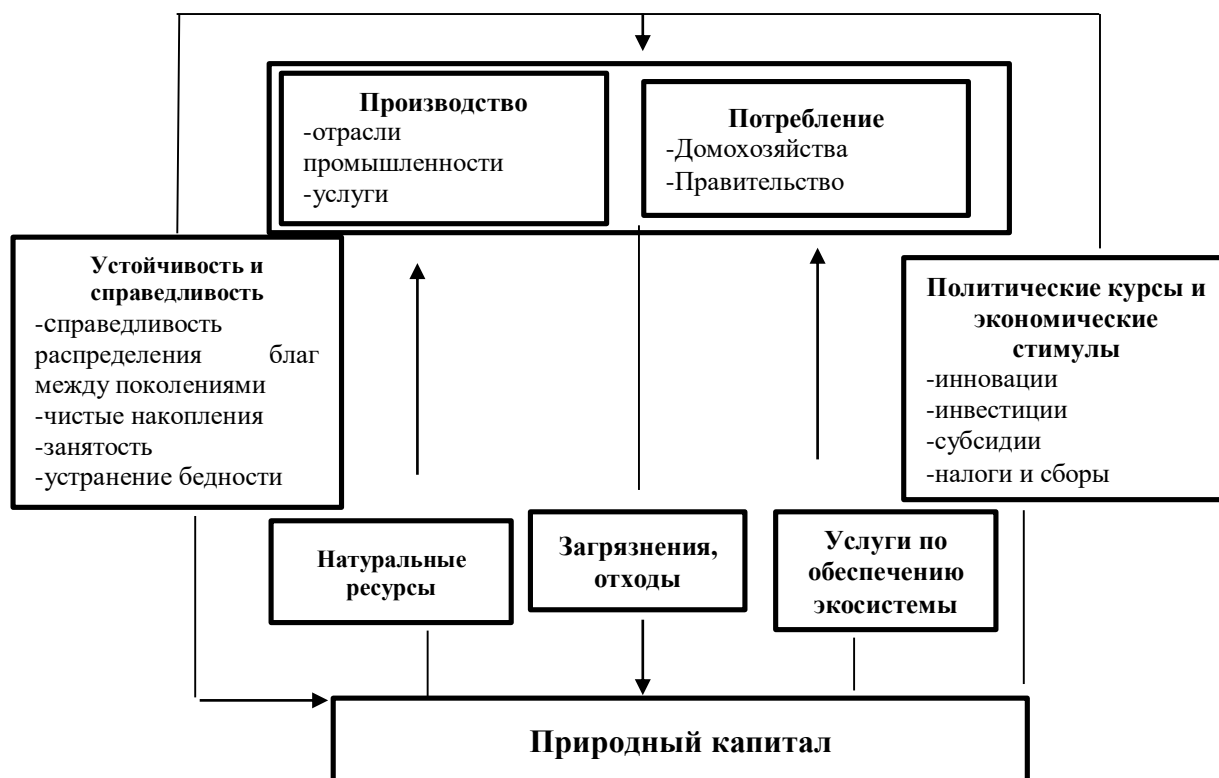 Производство
-отрасли
промышленности
-услуги
Потребление
-Домохозяйства
-Правительство
Устойчивость и
справедливость
-справедливость
распределения благ
между поколениями
-чистые накопления
-занятость
-устранение бедности
Политические курсы и
экономические
стимулы
-инновации
-инвестиции
-субсидии
-налоги и сборы
Натуральные
ресурсы
Загрязнения,
отходы
Услуги по
обеспечению
экосистемы
Природный капитал